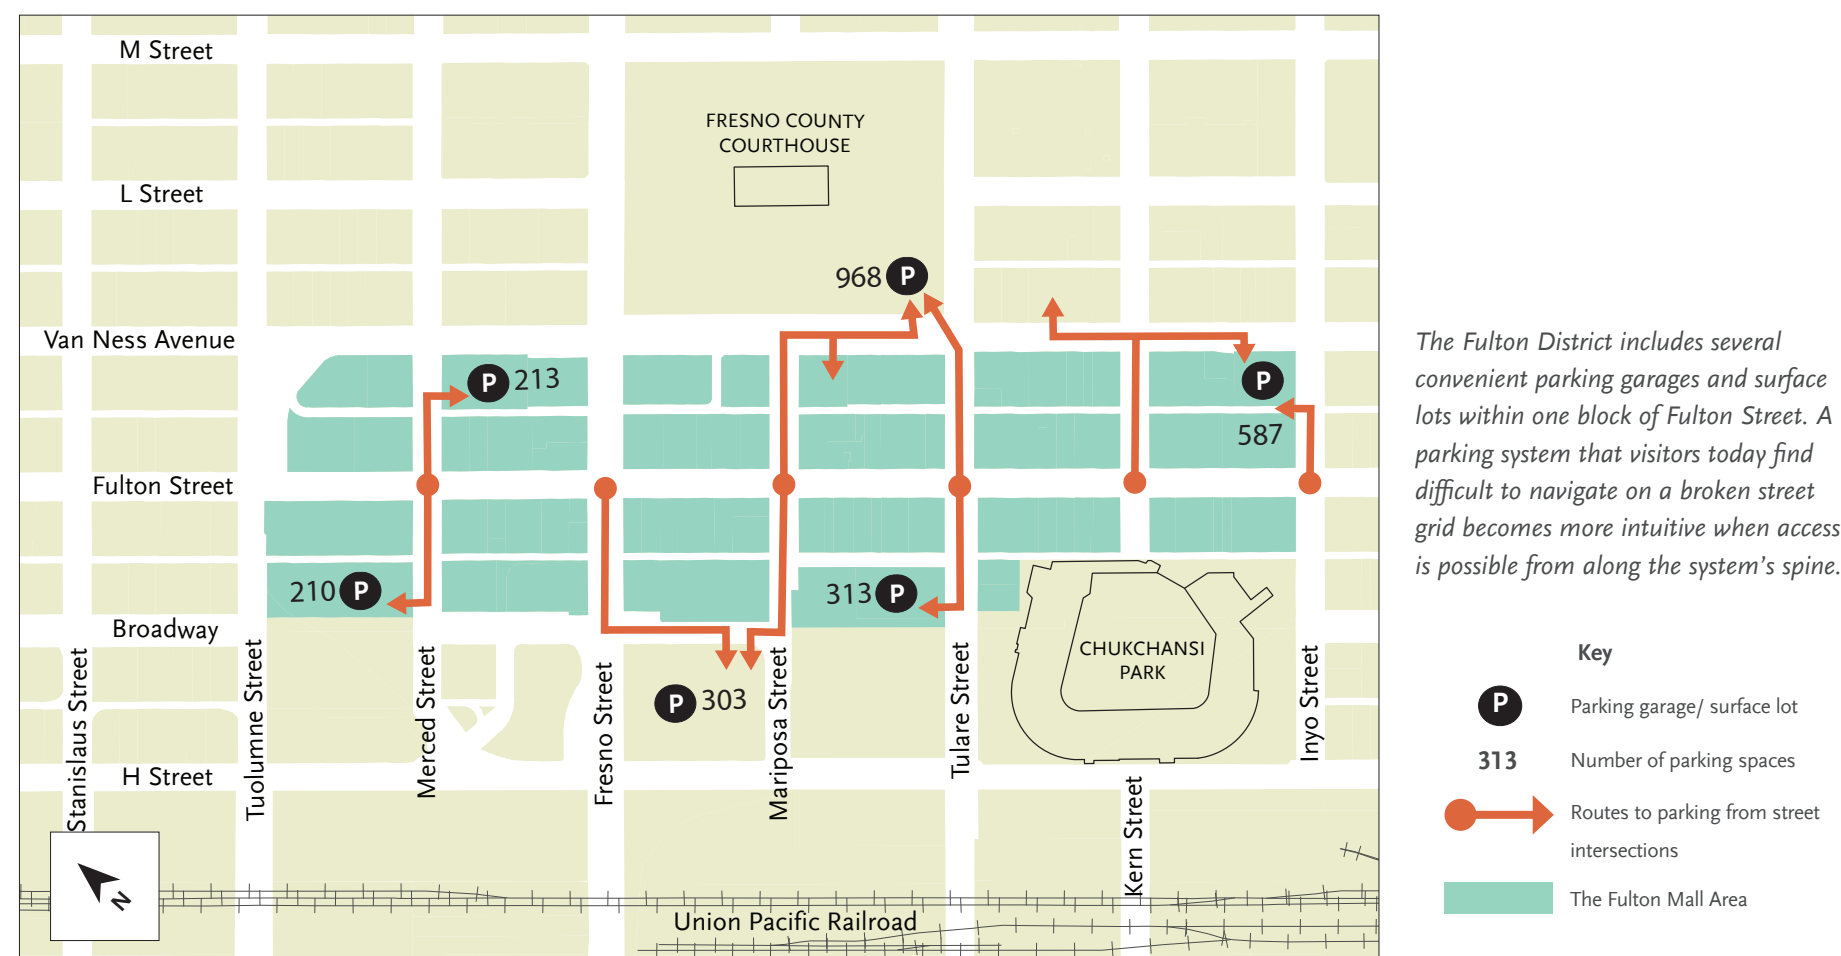 M Street
FRESNO COUNTY
COURTHOUSE
L Street
968 P
Van Ness Avenue
P 213
P
587
Fulton Street
210 P
313 P
Broadway
CHUKCHANSI
PARK
P 303
Stanislaus Street
Tuolumne Street
Merced Street
Fresno Street
Mariposa Street
Tulare Street
Kern Street
Inyo Street
H Street
N
Union Pacific Railroad
The Fulton District includes several
convenient parking garages and surface
lots within one block of Fulton Street. A
parking system that visitors today find
difficult to navigate on a broken street
grid becomes more intuitive when access
is possible from along the system's spine.
Key
P Parking garage/ surface lot
313 Number of parking spaces
Routes to parking from street
intersections
The Fulton Mall Area